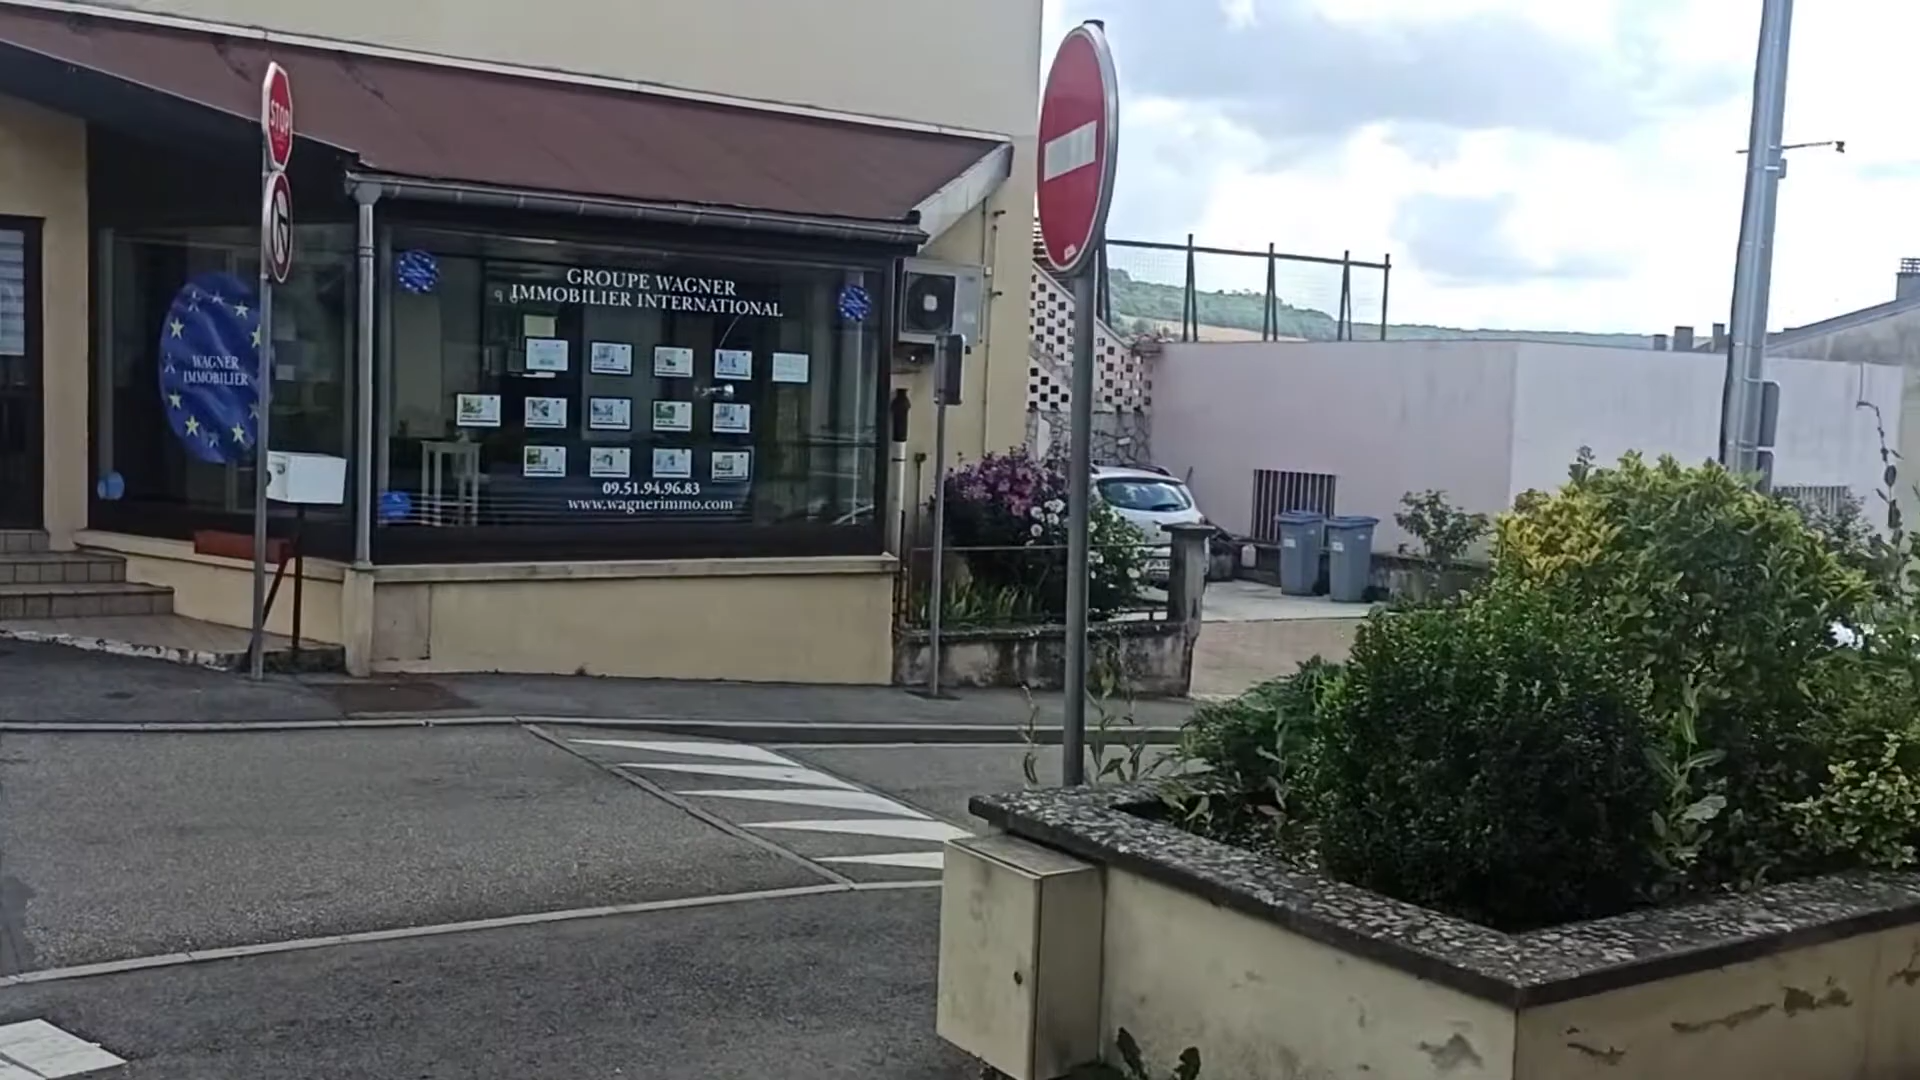 STOP
GROUPE WAGNER
IMMOBILIER INTERNATIONAL
WAGNER
IMMOBILIER
09.51.94.96.83
www.wagnerimmo.com